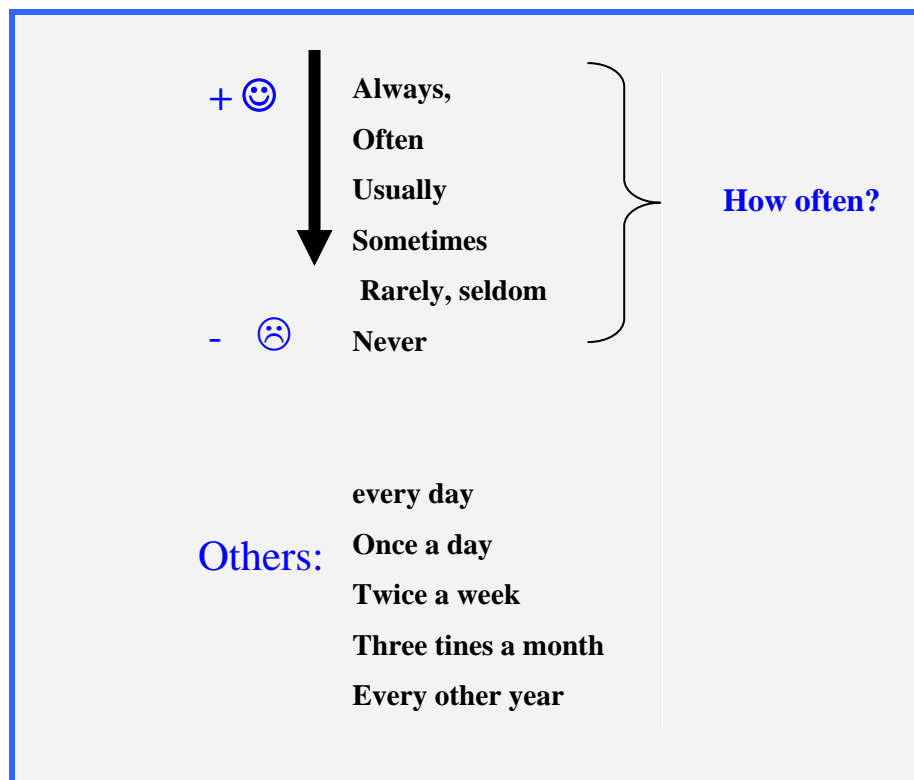 + ☺ Always,
Often
Usually
How often?
Sometimes
Rarely, seldom
- ☹ Never
every day
Others:
Once a day
Twice a week
Three tines a month
Every other year